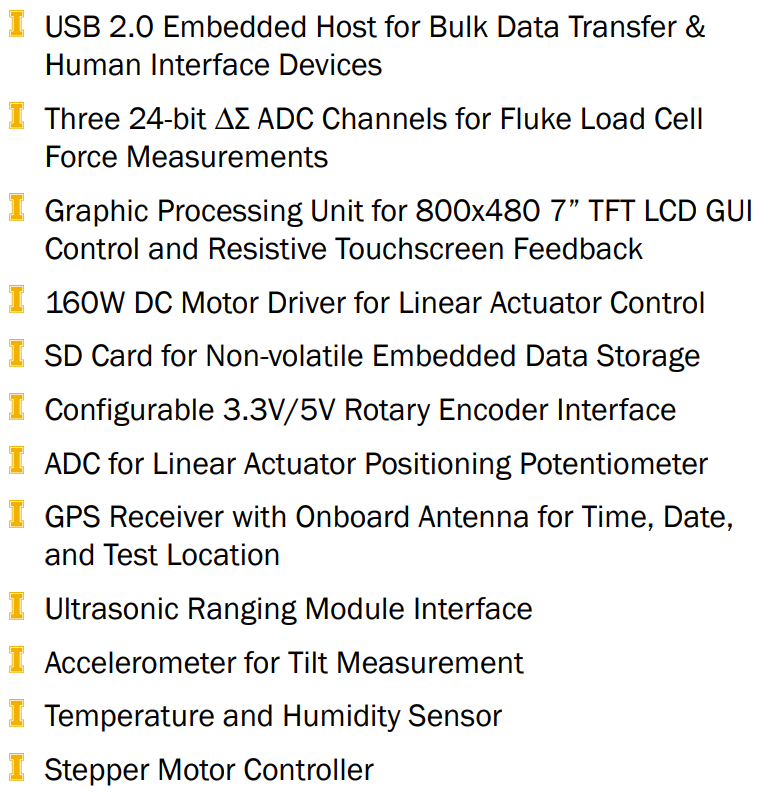 USB 2.0 Embedded Host for Bulk Data Transfer &
Human Interface Devices
Three 24-bit ΔΣ ADC Channels for Fluke Load Cell
Force Measurements
Graphic Processing Unit for 800x480 7” TFT LCD GUI
Control and Resistive Touchscreen Feedback
160W DC Motor Driver for Linear Actuator Control
SD Card for Non-volatile Embedded Data Storage
Configurable 3.3V/5V Rotary Encoder Interface
ADC for Linear Actuator Positioning Potentiometer
GPS Receiver with Onboard Antenna for Time, Date,
and Test Location
Ultrasonic Ranging Module Interface
Accelerometer for Tilt Measurement
Temperature and Humidity Sensor
Stepper Motor Controller